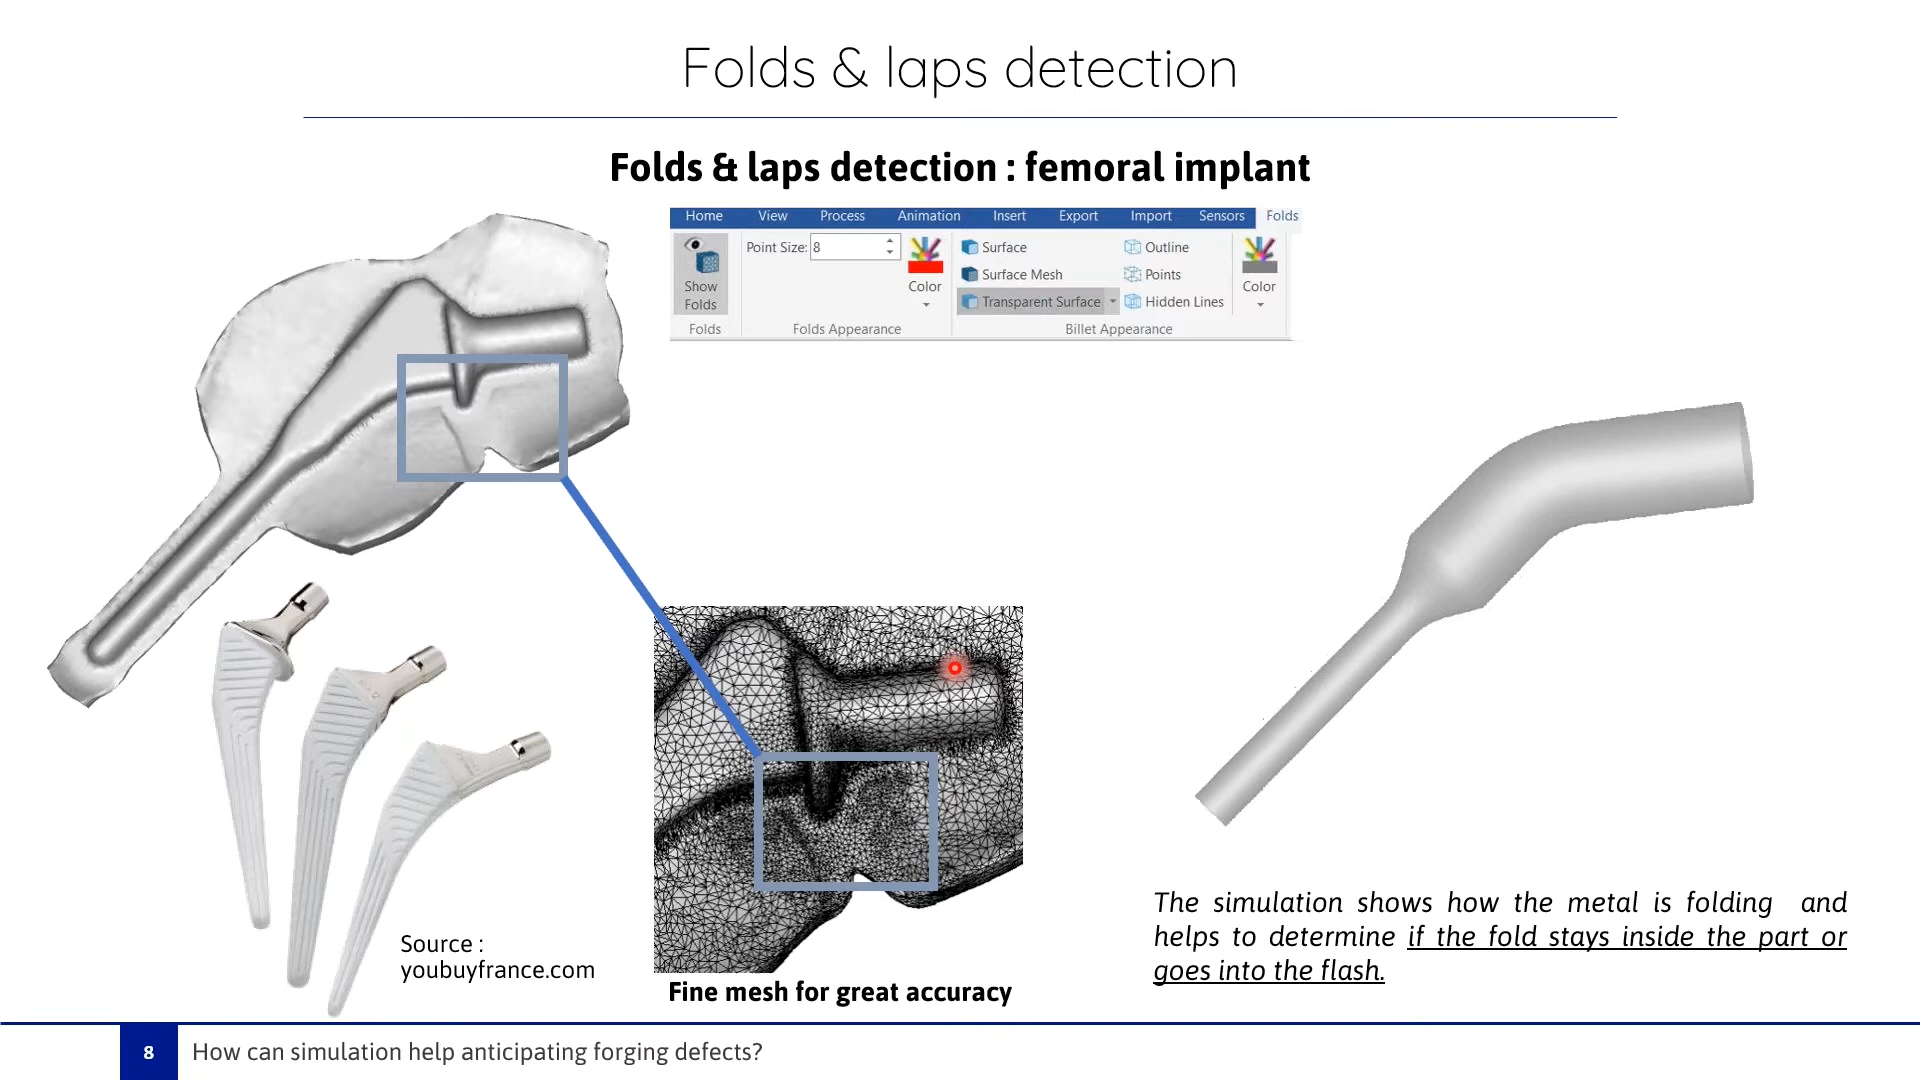 Folds & laps detection
Folds & laps detection : femoral implant
Home View Process Animation Insert Export Import Sensors Folds
Point Size: 8
Surface
Outline
Surface Mesh
Points
Transparent Surface
Hidden Lines
Show
Folds
Color
Color
Folds
Folds Appearance
Billet Appearance
Source :
youbuyfrance.com
Fine mesh for great accuracy
The simulation shows how the metal is folding and
helps to determine if the fold stays inside the part or
goes into the flash.
8
How can simulation help anticipating forging defects?